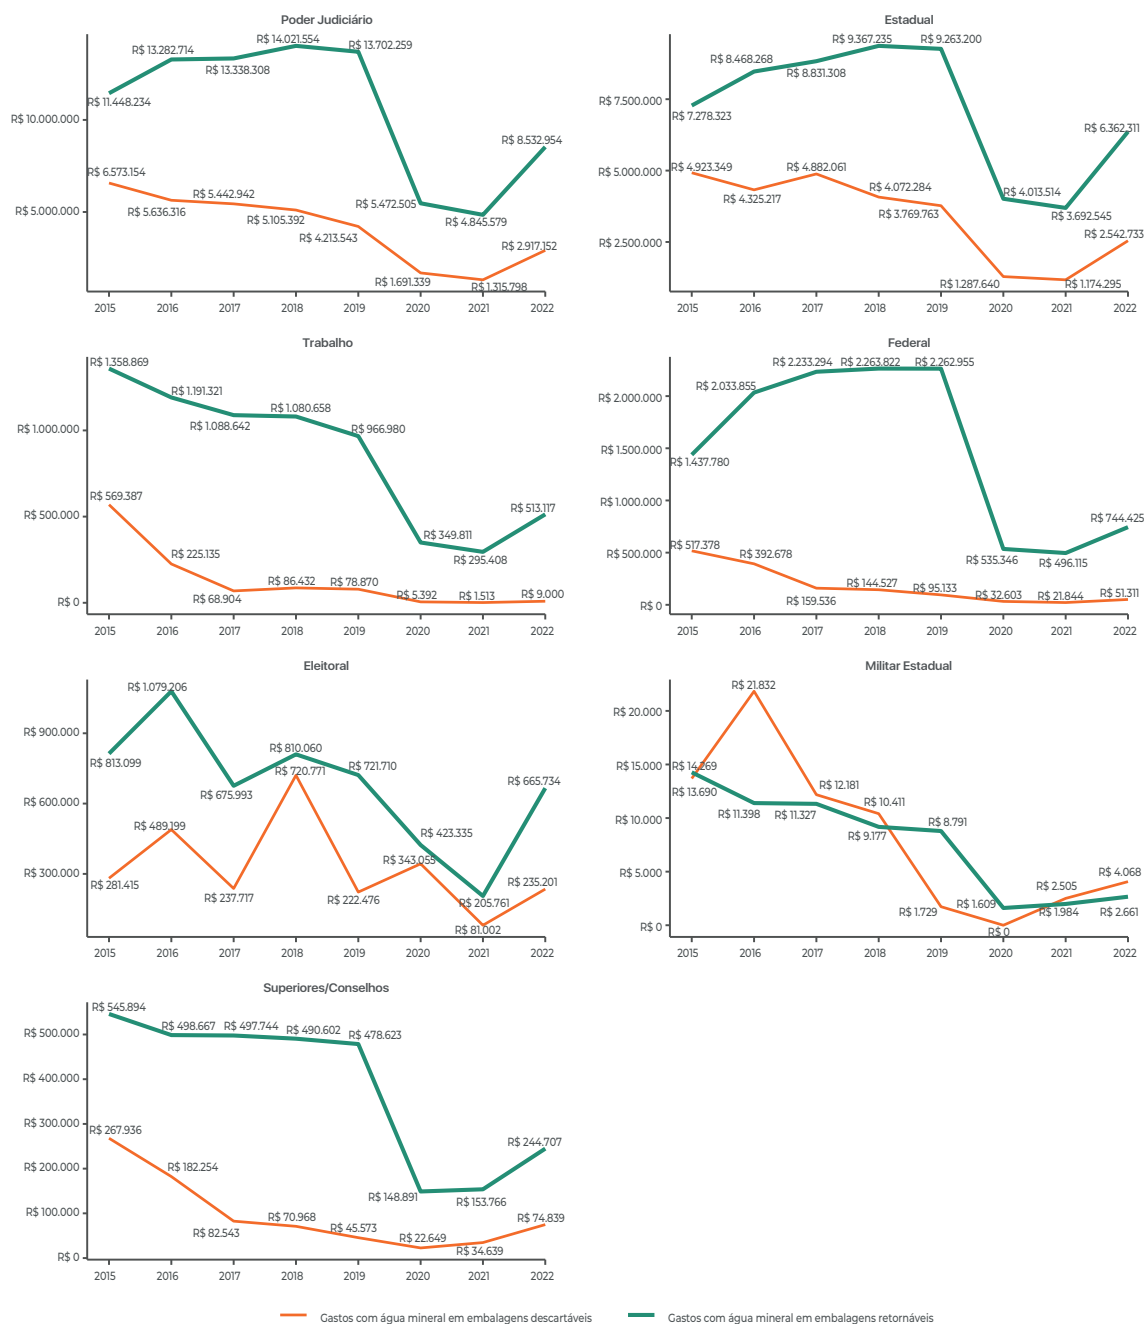 Poder Judiciário
R$ 10.000.000
R$ 5.000.000
R$ 11.448.234
R$ 13.282.714
R$ 13.338.308
R$ 14.021.554
R$ 13.702.259
R$ 5.472.505
R$ 4.845.579
R$ 8.532.954
R$ 6.573.154
R$ 5.636.316
R$ 5.442.942
R$ 5.105.392
R$ 4.213.543
R$ 1.691.339
R$ 1.315.798
R$ 2.917.152
2015 2016 2017 2018 2019 2020 2021 2022
Estadual
R$ 7.500.000
R$ 5.000.000
R$ 2.500.000
R$ 7.278.323
R$ 8.468.268
R$ 8.831.308
R$ 9.367.235
R$ 9.263.200
R$ 4.013.514
R$ 3.692.545
R$ 6.362.311
R$ 4.923.349
R$ 4.325.217
R$ 4.882.061
R$ 4.072.284
R$ 3.769.763
R$ 1.287.640
R$ 1.174.295
R$ 2.542.733
2015 2016 2017 2018 2019 2020 2021 2022
Trabalho
R$ 1.000.000
R$ 500.000
R$ 0
R$ 1.358.869
R$ 1.191.321
R$ 1.088.642
R$ 1.080.658
R$ 966.980
R$ 349.811
R$ 295.408
R$ 513.117
R$ 569.387
R$ 225.135
R$ 68.904
R$ 86.432
R$ 78.870
R$ 5.392
R$ 1.513
R$ 9.000
2015 2016 2017 2018 2019 2020 2021 2022
Federal
R$ 2.000.000
R$ 1.500.000
R$ 1.000.000
R$ 500.000
R$ 0
R$ 1.437.780
R$ 2.033.855
R$ 2.233.294
R$ 2.263.822
R$ 2.262.955
R$ 535.346
R$ 496.115
R$ 744.425
R$ 517.378
R$ 392.678
R$ 159.536
R$ 144.527
R$ 95.133
R$ 32.603
R$ 21.844
R$ 51.311
2015 2016 2017 2018 2019 2020 2021 2022
Eleitoral
R$ 900.000
R$ 600.000
R$ 300.000
R$ 813.099
R$ 1.079.206
R$ 675.993
R$ 810.060
R$ 721.710
R$ 423.335
R$ 205.761
R$ 665.734
R$ 281.415
R$ 489.199
R$ 237.717
R$ 720.771
R$ 222.476
R$ 343.055
R$ 81.002
R$ 235.201
2015 2016 2017 2018 2019 2020 2021 2022
Militar Estadual
R$ 20.000
R$ 15.000
R$ 10.000
R$ 5.000
R$ 0
R$ 14.269
R$ 11.398
R$ 11.327
R$ 9.177
R$ 8.791
R$ 1.609
R$ 1.984
R$ 2.661
R$ 13.690
R$ 21.832
R$ 12.181
R$ 10.411
R$ 1.729
R$ 0
R$ 2.505
R$ 4.068
2015 2016 2017 2018 2019 2020 2021 2022
Superiores/Conselhos
R$ 500.000
R$ 400.000
R$ 300.000
R$ 200.000
R$ 100.000
R$ 0
R$ 545.894
R$ 498.667
R$ 497.744
R$ 490.602
R$ 478.623
R$ 148.891
R$ 153.766
R$ 244.707
R$ 267.936
R$ 182.254
R$ 82.543
R$ 70.968
R$ 45.573
R$ 22.649
R$ 34.639
R$ 74.839
2015 2016 2017 2018 2019 2020 2021 2022
Gastos com água mineral em embalagens descartáveis
Gastos com água mineral em embalagens retornáveis